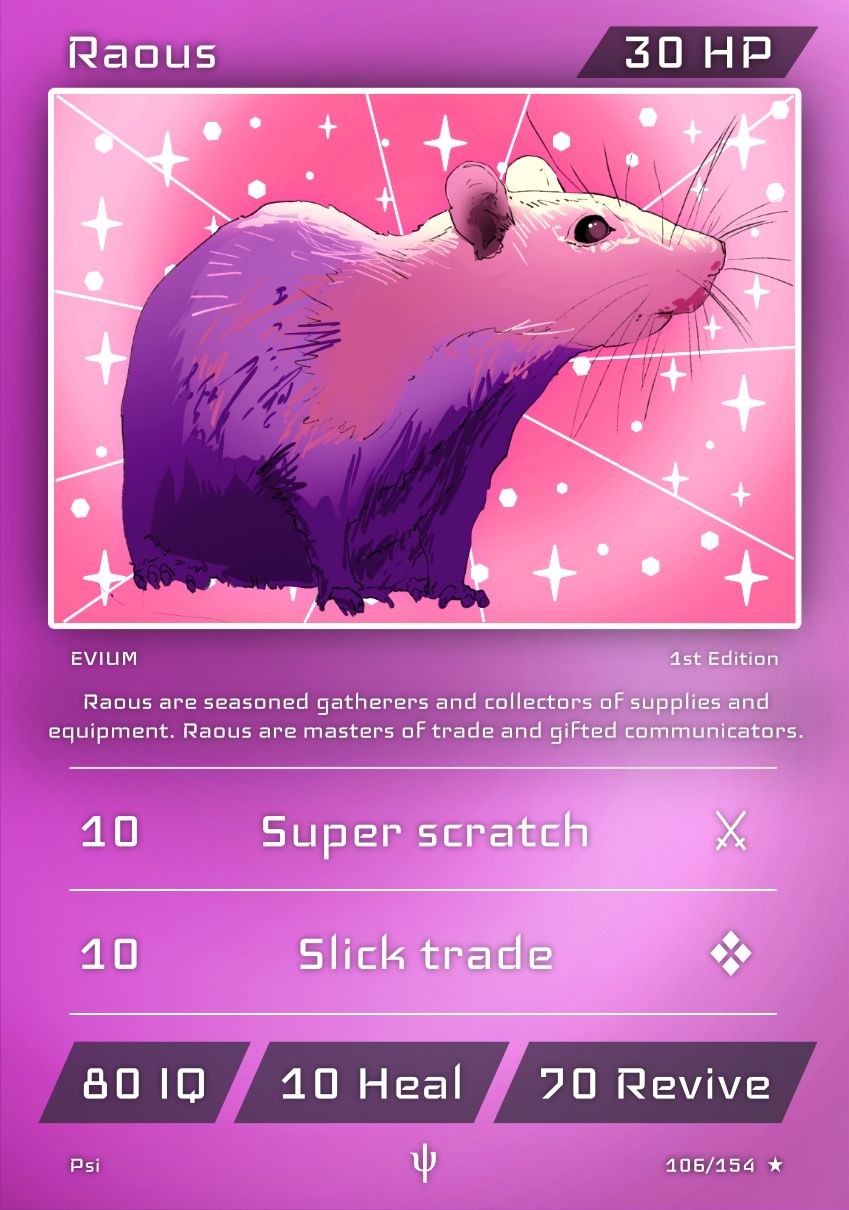 Raous
30 HP
EVIUM
1st Edition
Raous are seasoned gatherers and collectors of supplies and
equipment. Raous are masters of trade and gifted communicators.
10 Super scratch
10 Slick trade
80 IQ
10 Heal
70 Revive
Psi
ψ
106/154 ★